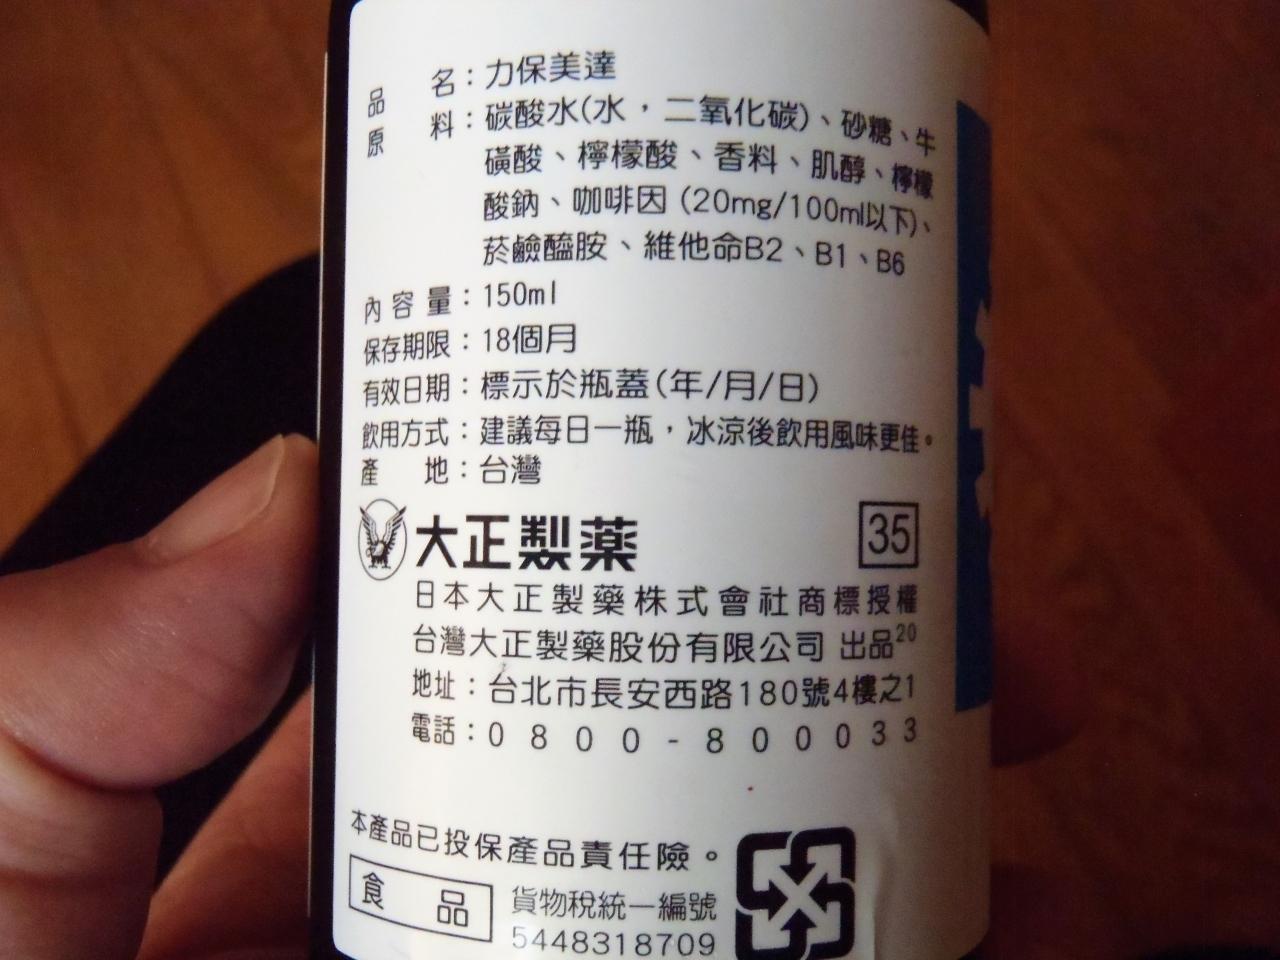 品名：力保美達
原料：碳酸水(水，二氧化碳)、砂糖、牛
磺酸、檸檬酸、香料、肌醇、檸檬
酸鈉、咖啡因 (20mg/100ml以下)、
菸鹼醯胺、維他命B2、B1、B6
內容量：150ml
保存期限：18個月
有效日期：標示於瓶蓋(年/月/日)
飲用方式：建議每日一瓶，冰涼後飲用風味更佳。
產地：台灣
大正製薬 35
日本大正製藥株式會社商標授權
台灣大正製藥股份有限公司 出品20
地址：台北市長安西路180號4樓之1
電話：0800-800033
本產品已投保產品責任險。
食品
貨物稅統一編號
5448318709